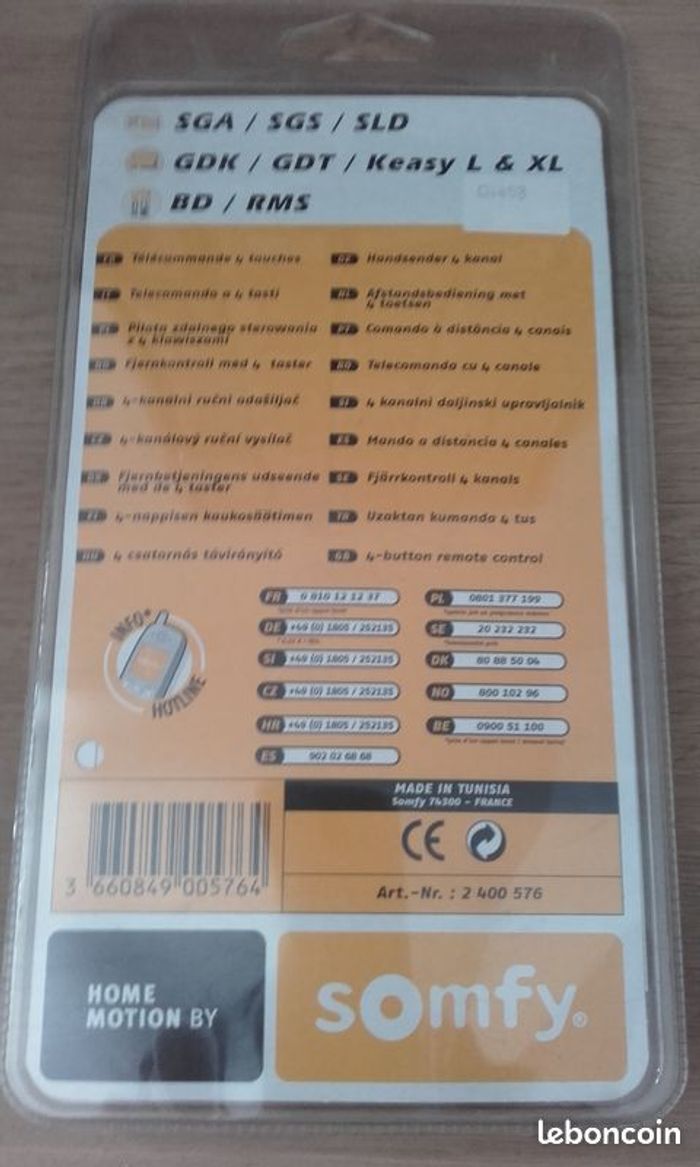 SGA / SGS / SLD
GDK / GDT / Keasy L & XL
BD / RMS
FR Télécommande 4 touches
IT Telecomando a 4 tasti
PL Pilota zdalnego sterowania
z 4 klawiszami
Fjernkontroll med 4 taster
HR 4-kanalni ručni odašiljač
CZ 4-kanálový ruční vysílač
DK Fjernbetjeningens udseende
med de 4 taster
FI 4-nappisen kaukosäätimen
HU 4 csatornás távirányító
DE Handsender 4 kanal
NL Afstandsbediening met
4 toetsen
PT Comando à distância 4 canais
RO Telecomanda cu 4 canale
SI 4 kanalni daljinski upravljalnik
ES Mando a distancia 4 canales
SE Fjärrkontroll 4 kanals
TR Uzaktan kumanda 4 tus
GB 4-button remote control
INFO*
HOTLINE
FR 0 810 12 12 37
DE +49 (0) 1805 / 252135
SI +49 (0) 1805 / 252135
CZ +49 (0) 1805 / 252135
HR +49 (0) 1805 / 252135
ES 902 02 68 68
PL 0801 377 199
SE 20 232 232
DK 80 88 50 04
NO 800 102 96
BE 0900 51 100
MADE IN TUNISIA
Somfy 74300 - FRANCE
CE
3 660849 005764
Art.-Nr. : 2 400 576
HOME
MOTION BY
somfy®
leboncoin